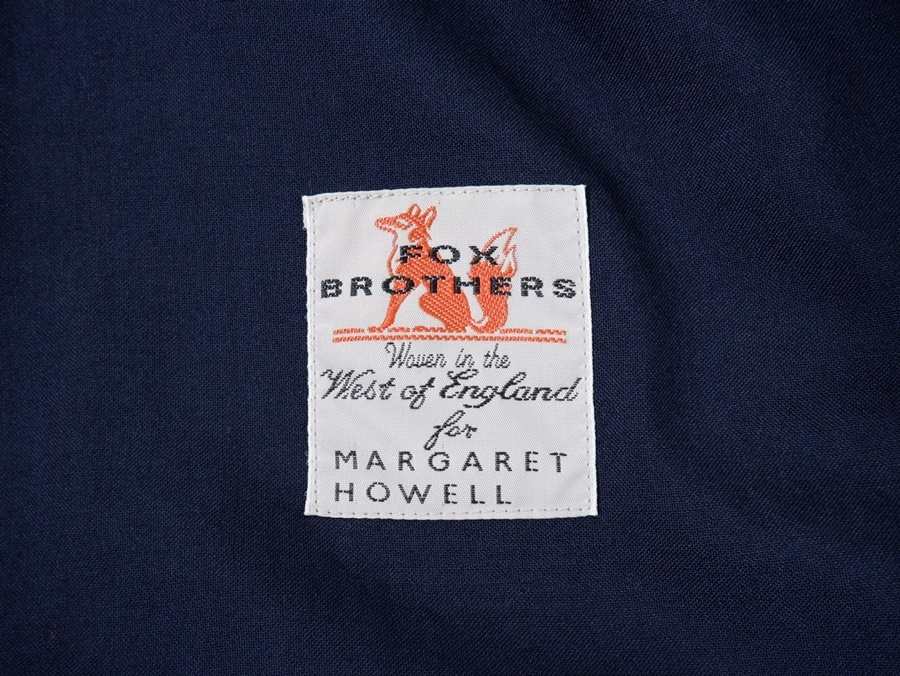 FOX
BROTHERS
Woven in the
West of England
for
MARGARET
HOWELL